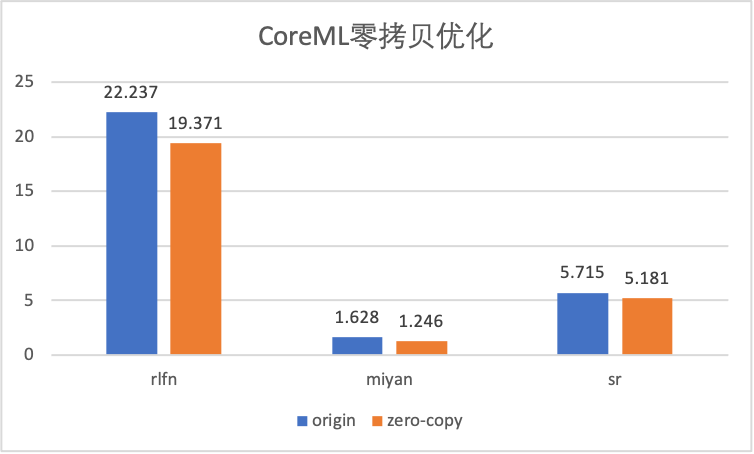 CoreML零拷贝优化
25
20
15
10
5
0
22.237
19.371
1.628
1.246
5.715
5.181
rlfn
miyan
sr
origin
zero-copy